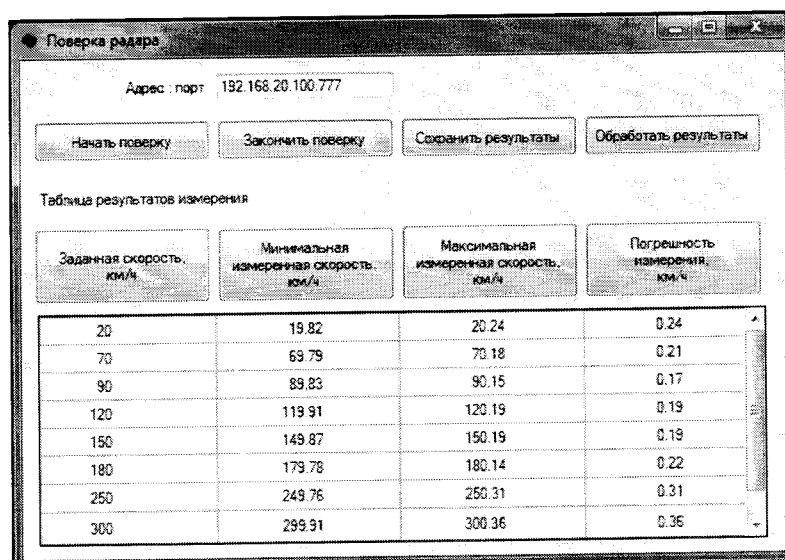 Поверка радара
Адрес : порт 192.168.20.100.777
Начать поверку Закончить поверку Сохранить результаты Обработать результаты
Таблица результатов измерения
Заданная скорость, км/ч
Минимальная измеренная скорость, км/ч
Максимальная измеренная скорость, км/ч
Погрешность измерения, км/ч
20 19.82 20.24 0.24
70 69.79 70.18 0.21
90 89.83 90.15 0.17
120 119.91 120.19 0.19
150 149.87 150.19 0.19
180 179.78 180.14 0.22
250 249.76 250.31 0.31
300 299.91 300.36 0.36